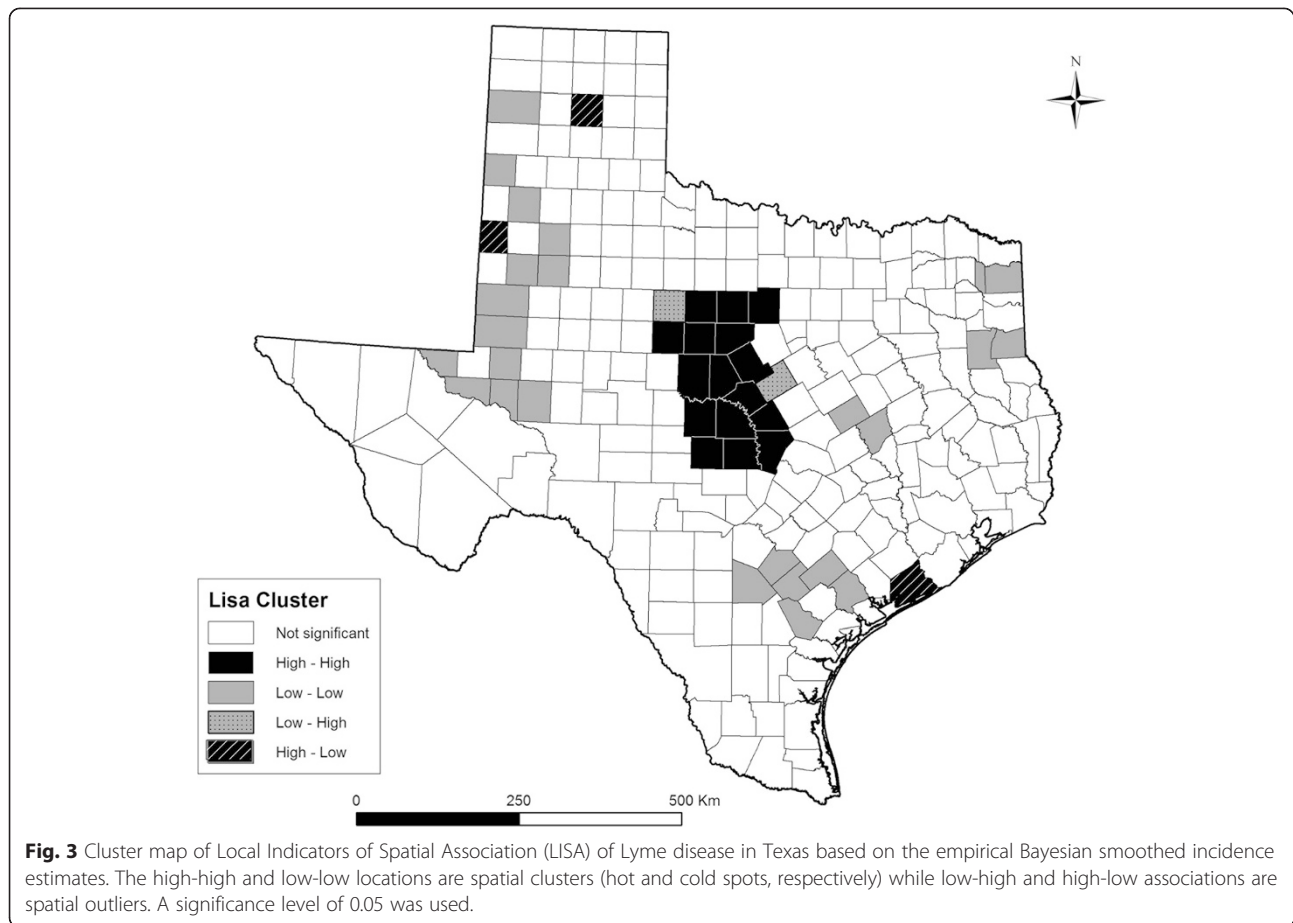 N
Lisa Cluster
Not significant
High - High
Low - Low
Low - High
High - Low
0 250 500 Km
Fig. 3 Cluster map of Local Indicators of Spatial Association (LISA) of Lyme disease in Texas based on the empirical Bayesian smoothed incidence
estimates. The high-high and low-low locations are spatial clusters (hot and cold spots, respectively) while low-high and high-low associations are
spatial outliers. A significance level of 0.05 was used.